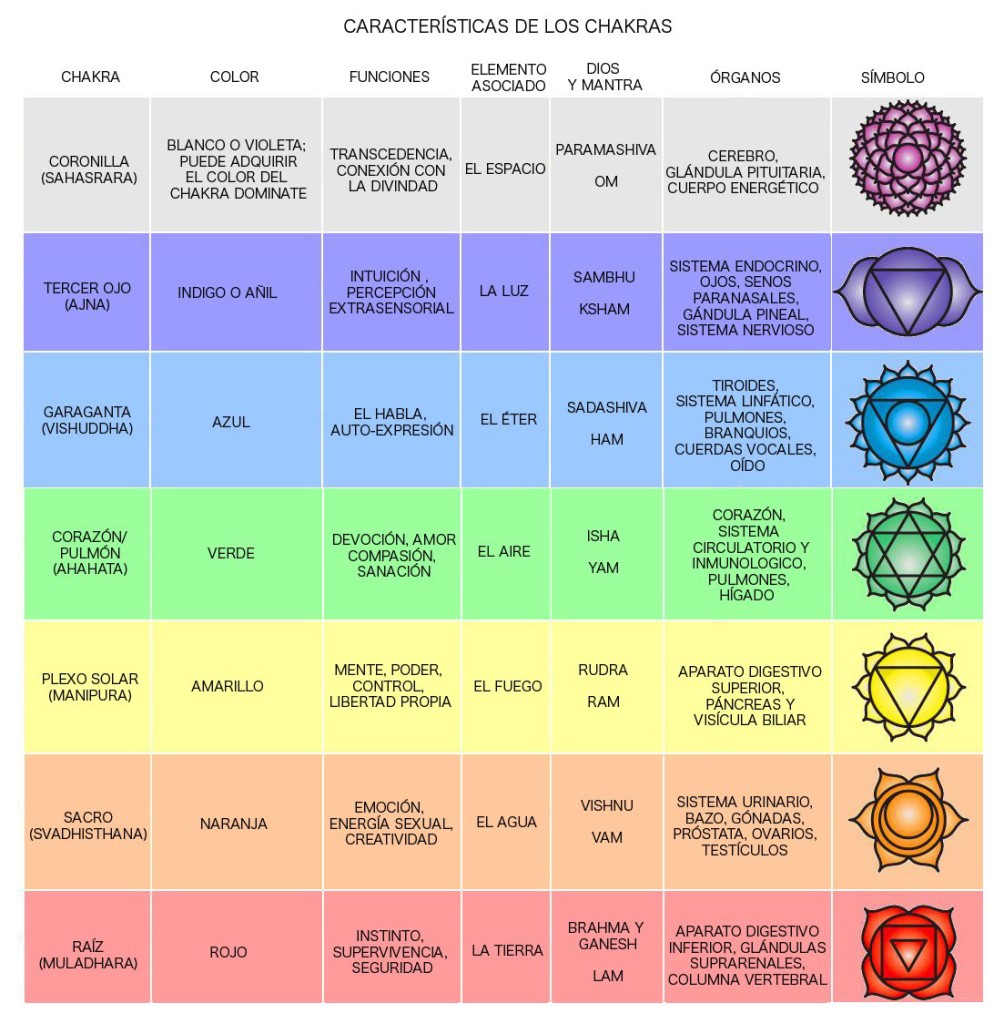 CARACTERÍSTICAS DE LOS CHAKRAS
CHAKRA
COLOR
FUNCIONES
ELEMENTO
ASOCIADO
DIOS
Y MANTRA
ÓRGANOS
SÍMBOLO
CORONILLA
(SAHASRARA)
BLANCO O VIOLETA;
PUEDE ADQUIRIR
EL COLOR DEL
CHAKRA DOMINATE
TRANSCEDENCIA,
CONEXIÓN CON
LA DIVINDAD
EL ESPACIO
PARAMASHIVA
OM
CEREBRO,
GLÁNDULA PITUITARIA,
CUERPO ENERGÉTICO
TERCER OJO
(AJNA)
INDIGO O AÑIL
INTUICIÓN ,
PERCEPCIÓN
EXTRASENSORIAL
LA LUZ
SAMBHU
KSHAM
SISTEMA ENDOCRINO,
OJOS, SENOS
PARANASALES,
GÁNDULA PINEAL,
SISTEMA NERVIOSO
GARAGANTA
(VISHUDDHA)
AZUL
EL HABLA,
AUTO-EXPRESIÓN
EL ÉTER
SADASHIVA
HAM
TIROIDES,
SISTEMA LINFÁTICO,
PULMONES,
BRANQUIOS,
CUERDAS VOCALES,
OÍDO
CORAZÓN/
PULMÓN
(AHAHATA)
VERDE
DEVOCIÓN, AMOR
COMPASIÓN,
SANACIÓN
EL AIRE
ISHA
YAM
CORAZÓN,
SISTEMA
CIRCULATORIO Y
INMUNOLOGICO,
PULMONES,
HÍGADO
PLEXO SOLAR
(MANIPURA)
AMARILLO
MENTE, PODER,
CONTROL,
LIBERTAD PROPIA
EL FUEGO
RUDRA
RAM
APARATO DIGESTIVO
SUPERIOR,
PÁNCREAS Y
VISÍCULA BILIAR
SACRO
(SVADHISTHANA)
NARANJA
EMOCIÓN,
ENERGÍA SEXUAL,
CREATIVIDAD
EL AGUA
VISHNU
VAM
SISTEMA URINARIO,
BAZO, GÓNADAS,
PRÓSTATA, OVARIOS,
TESTÍCULOS
RAÍZ
(MULADHARA)
ROJO
INSTINTO,
SUPERVIVENCIA,
SEGURIDAD
LA TIERRA
BRAHMA Y
GANESH
LAM
APARATO DIGESTIVO
INFERIOR, GLÁNDULAS
SUPRARENALES,
COLUMNA VERTEBRAL